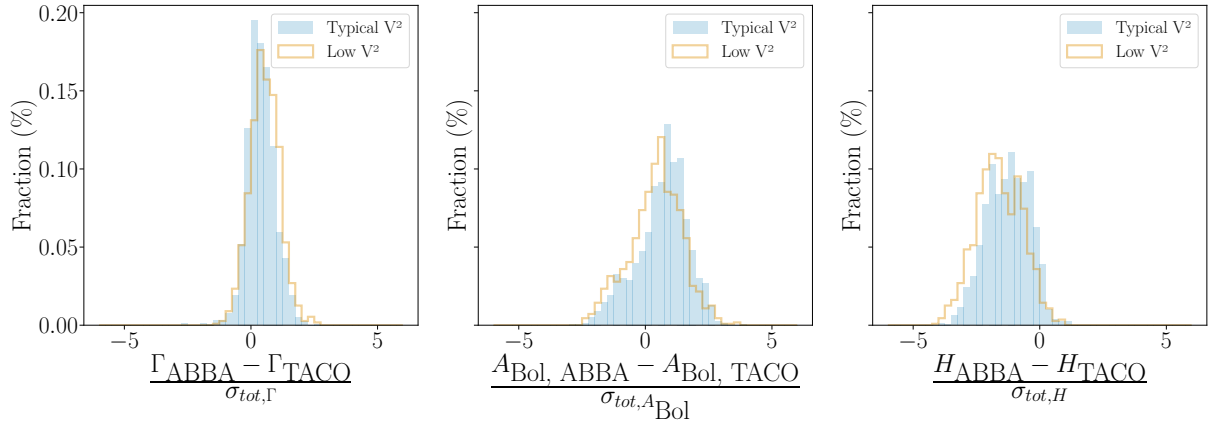 0.20
0.15
0.10
0.05
0.00
Fraction (%)
Typical V²
Low V²
−5 0 5
Γ_ABBA − Γ_TACO
σ_tot,Γ
Fraction (%)
Typical V²
Low V²
−5 0 5
A_Bol, ABBA − A_Bol, TACO
σ_tot,A_Bol
Fraction (%)
Typical V²
Low V²
−5 0 5
H_ABBA − H_TACO
σ_tot,H